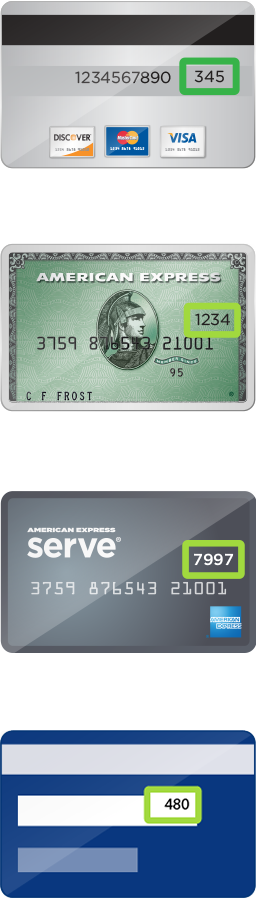 1234567890 345
DISCOVER MasterCard VISA
AMERICAN EXPRESS
1234
3759 876543 21001
95
C F FROST
AMERICAN EXPRESS
serve®
7997
3759 876543 21001
AMERICAN
EXPRESS
480